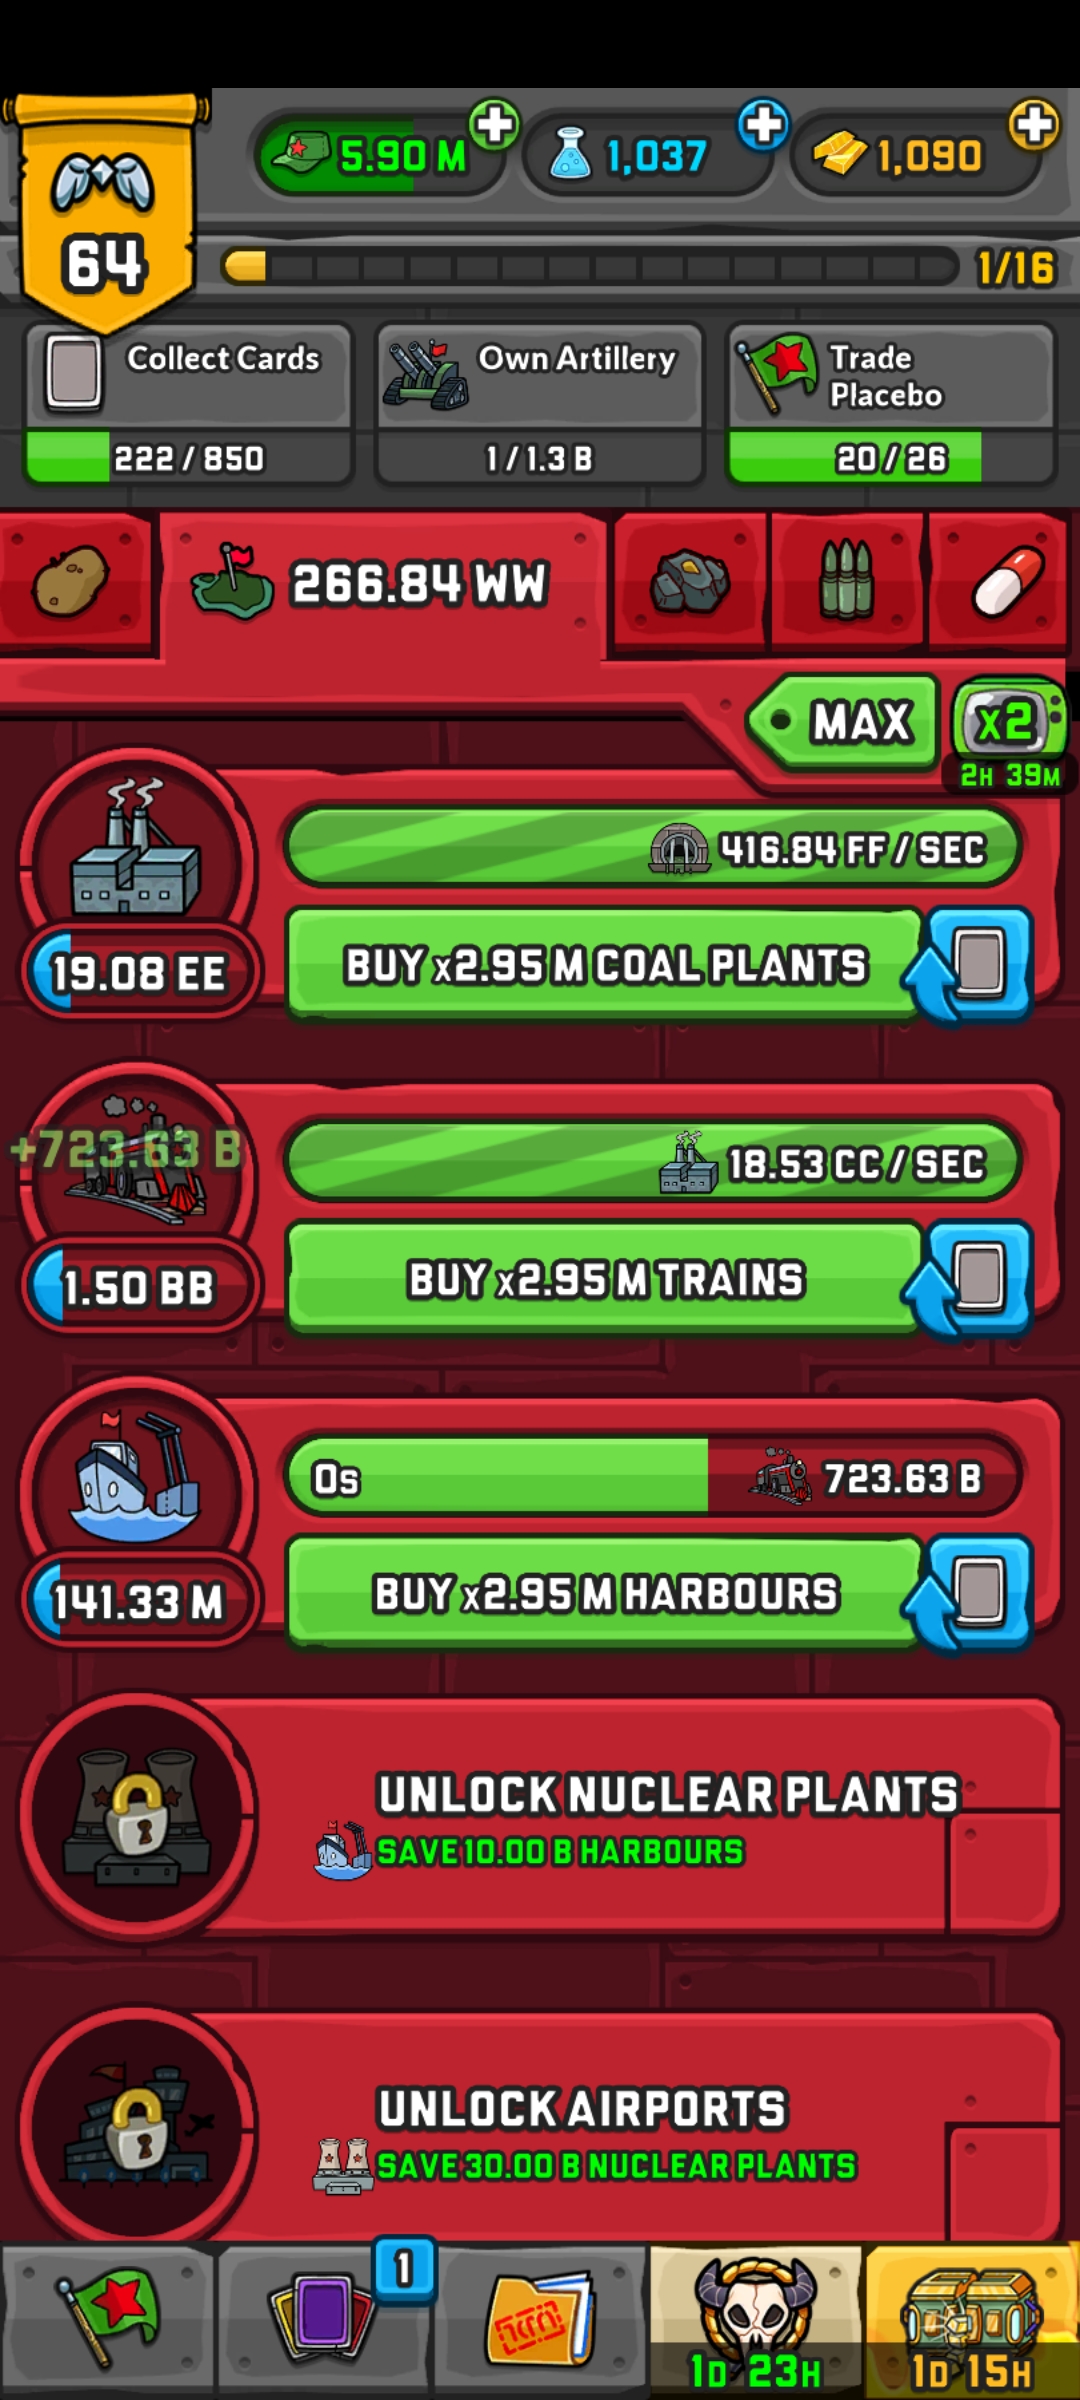 64
5.90 M
1,037
1,090
1/16
Collect Cards
222 / 850
Own Artillery
1 / 1.3 B
Trade
Placebo
20 / 26
266.84 WW
MAX
x2
2H 39M
416.84 FF / SEC
19.08 EE
BUY x2.95 M COAL PLANTS
+723.63 B
18.53 CC / SEC
1.50 BB
BUY x2.95 M TRAINS
0s
723.63 B
141.33 M
BUY x2.95 M HARBOURS
UNLOCK NUCLEAR PLANTS
SAVE 10.00 B HARBOURS
UNLOCK AIRPORTS
SAVE 30.00 B NUCLEAR PLANTS
1
1D 23H
1D 15H